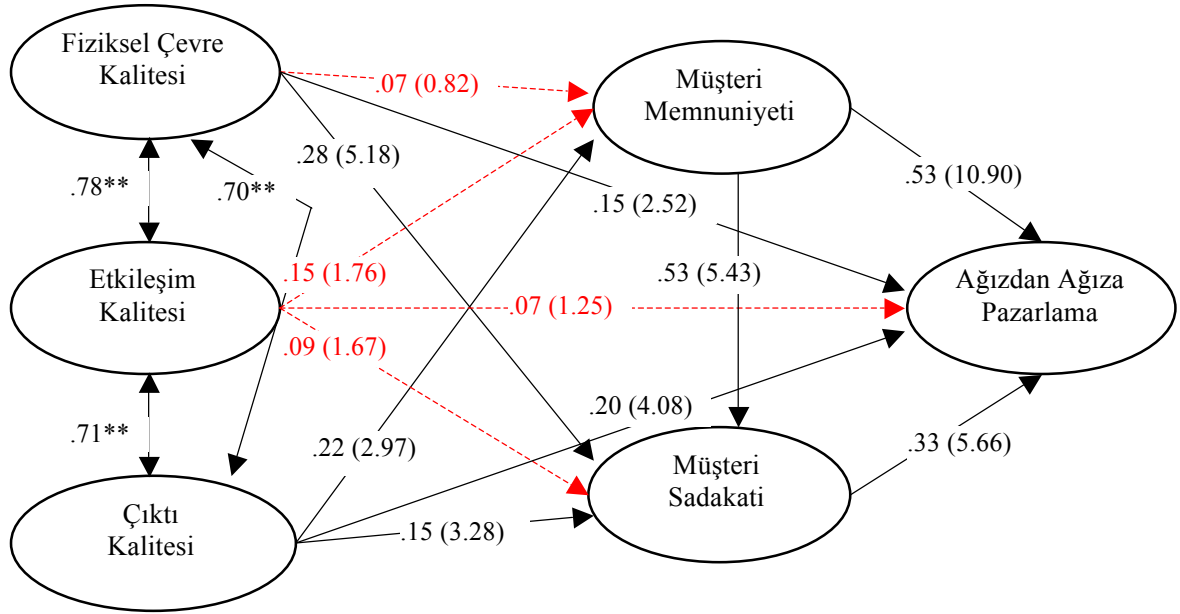 Fiziksel Çevre
Kalitesi
Müşteri
Memnuniyeti
.07 (0.82)
.28 (5.18)
.78**
.70**
.15 (2.52)
.53 (10.90)
Etkileşim
Kalitesi
.15 (1.76)
.53 (5.43)
Ağızdan Ağıza
Pazarlama
.07 (1.25)
.09 (1.67)
.20 (4.08)
.71**
.22 (2.97)
.33 (5.66)
Müşteri
Sadakati
Çıktı
Kalitesi
.15 (3.28)